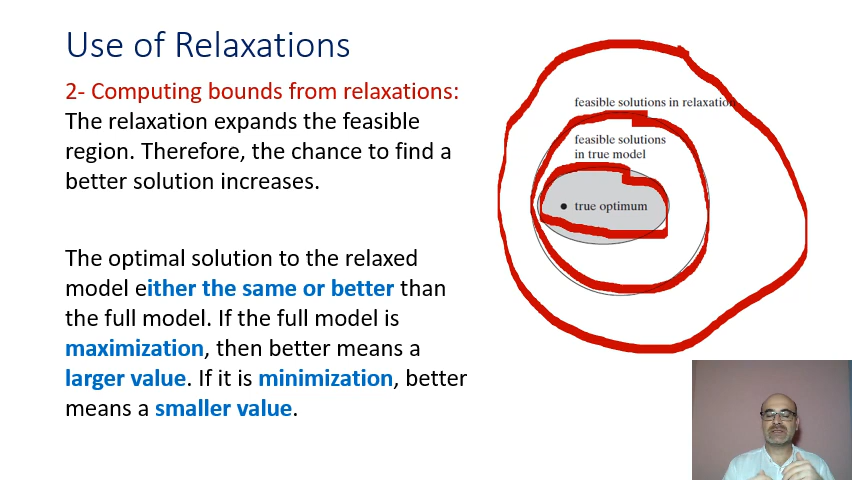 Use of Relaxations
2- Computing bounds from relaxations:
The relaxation expands the feasible
region. Therefore, the chance to find a
better solution increases.
The optimal solution to the relaxed
model either the same or better than
the full model. If the full model is
maximization, then better means a
larger value. If it is minimization, better
means a smaller value.
feasible solutions in relaxation
feasible solutions
in true model
true optimum